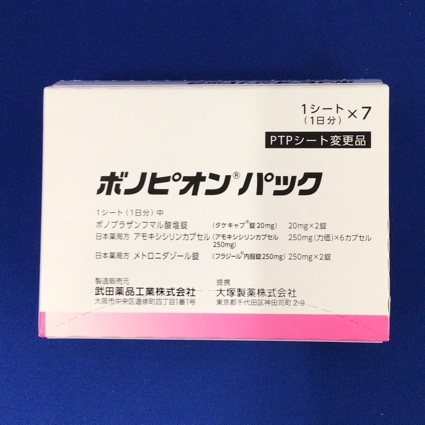 1シート
(1日分) ×7
PTPシート変更品
ボノピオン®パック
1シート(1日分)中
ボノプラザンフマル酸塩錠 (タケキャブ®錠20mg) 20mg×2錠
日本薬局方 アモキシシリンカプセル (アモキシシリンカプセル 250mg(力価)×6カプセル
250mg)
日本薬局方 メトロニダゾール錠 (フラジール®内服錠250mg) 250mg×2錠
製造販売元 提携
武田薬品工業株式会社 大塚製薬株式会社
大阪市中央区道修町四丁目1番1号 東京都千代田区神田司町2-9